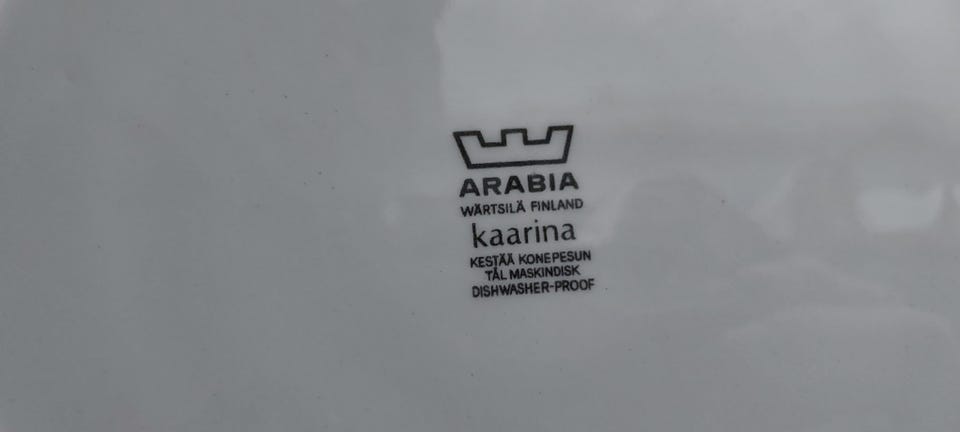 ARABIA
WÄRTSILÄ FINLAND
kaarina
KESTÄÄ KONEPESUN
TÅL MASKINDISK
DISHWASHER-PROOF